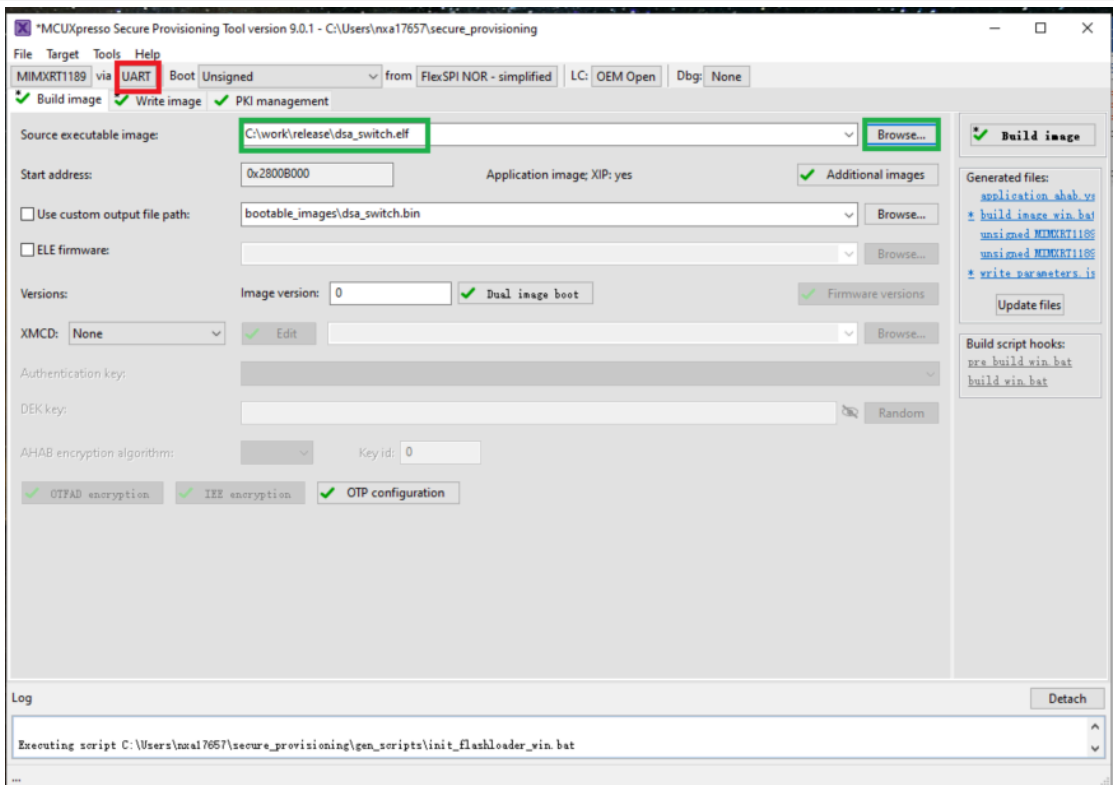 *MCUXpresso Secure Provisioning Tool version 9.0.1 - C:\Users\nxa17657\secure_provisioning
File Target Tools Help
MIMXRT1189 via UART Boot Unsigned from FlexSPI NOR - simplified LC: OEM Open Dbg: None
Build image Write image PKI management
Source executable image: C:\work\release\dsa_switch.elf Browse... Build image
Start address: 0x2800B000 Application image; XIP: yes Additional images Generated files:
application_ahab.ya
Use custom output file path: bootable_images\dsa_switch.bin Browse... * build_image_win.bat
unsigned_MIMXRT1189
ELE firmware: Browse... unsigned_MIMXRT1189
* write_parameters.js
Versions: Image version: 0 Dual image boot Firmware versions Update files
XMCD: None Edit Browse... Build script hooks:
pre_build_win.bat
Authentication key: build_win.bat
DEK key: Random
AHAB encryption algorithm: Key id: 0
OTFAD encryption IEE encryption OTP configuration
Log Detach
Executing script C:\Users\nxa17657\secure_provisioning\gen_scripts\init_flashloader_win.bat
...